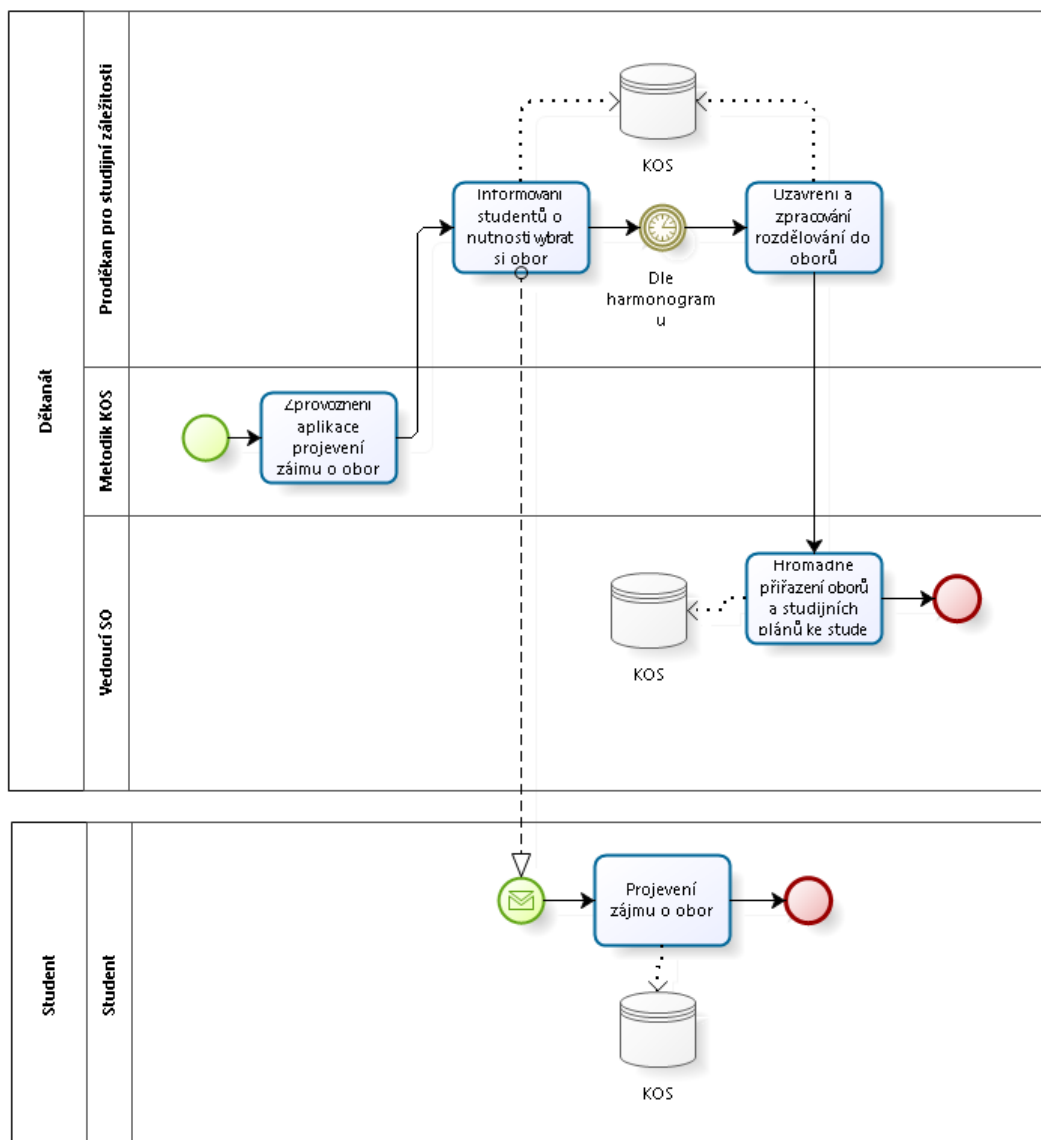 Děkanát
Proděkan pro studijní záležitosti
KOS
Informování
studentů o
nutnosti vybrat
si obor
Dle
harmonogram
u
Uzavření a
zpracování
rozdělování do
oborů
Metodik KOS
Zprovoznění
aplikace
projevení
zájmu o obor
Vedoucí SO
Hromadné
přiřazení oborů
a studijních
plánů ke stude
KOS
Student
Student
Projevení
zájmu o obor
KOS